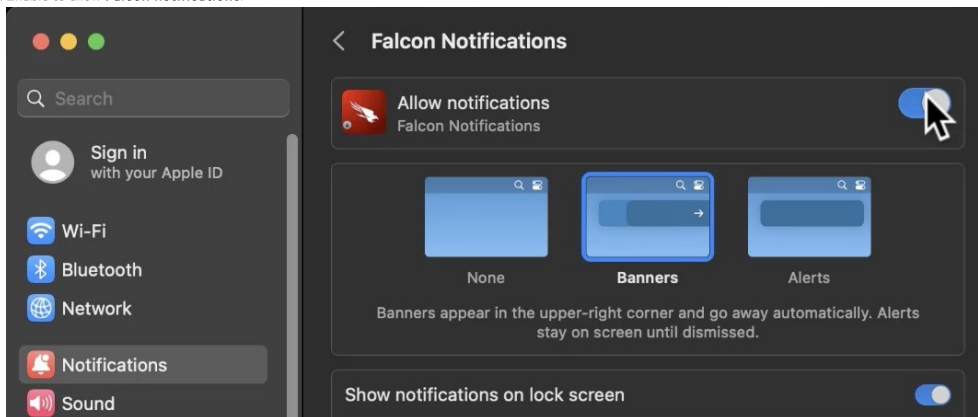 Falcon Notifications
Search
Sign in
with your Apple ID
Wi-Fi
Bluetooth
Network
Notifications
Sound
Falcon Notifications
Allow notifications
Falcon Notifications
None
Banners
Alerts
Banners appear in the upper-right corner and go away automatically. Alerts
stay on screen until dismissed.
Show notifications on lock screen